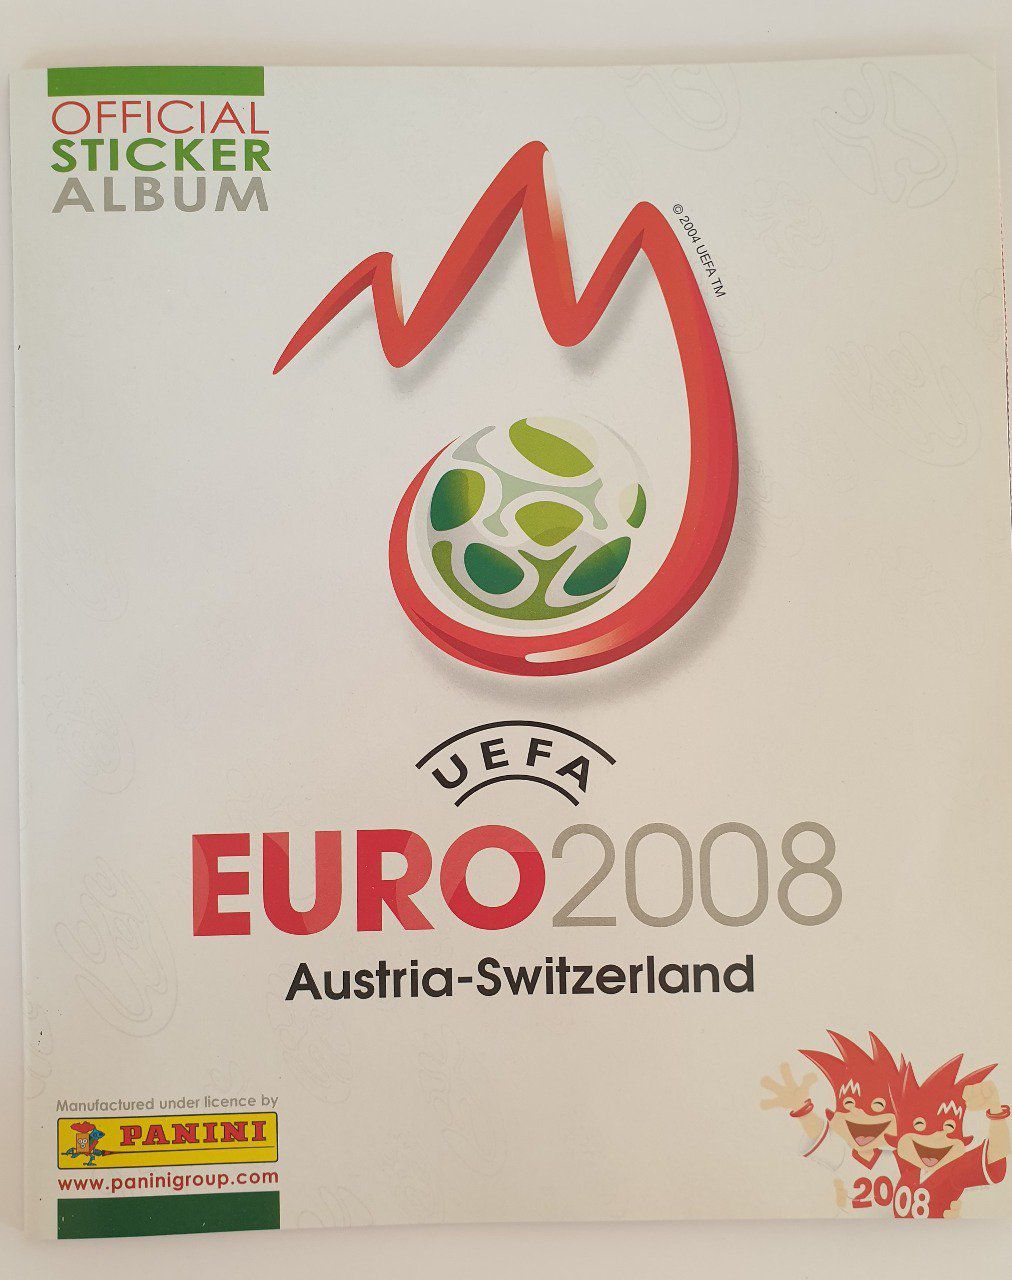 OFFICIAL
STICKER
ALBUM
© 2004 UEFA TM
UEFA
EURO2008
Austria-Switzerland
Manufactured under licence by
PANINI
www.paninigroup.com
2008